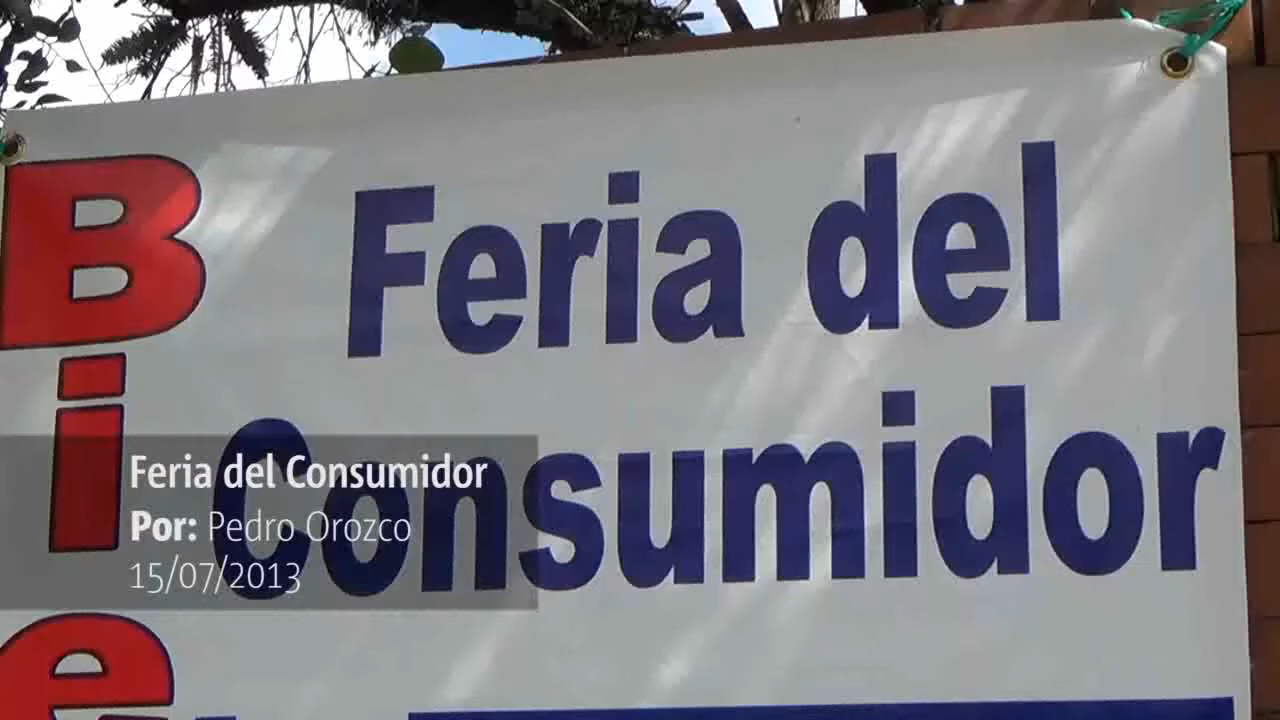 Feria del
Consumidor
B
i
e
Feria del Consumidor
Por: Pedro Orozco
15/07/2013